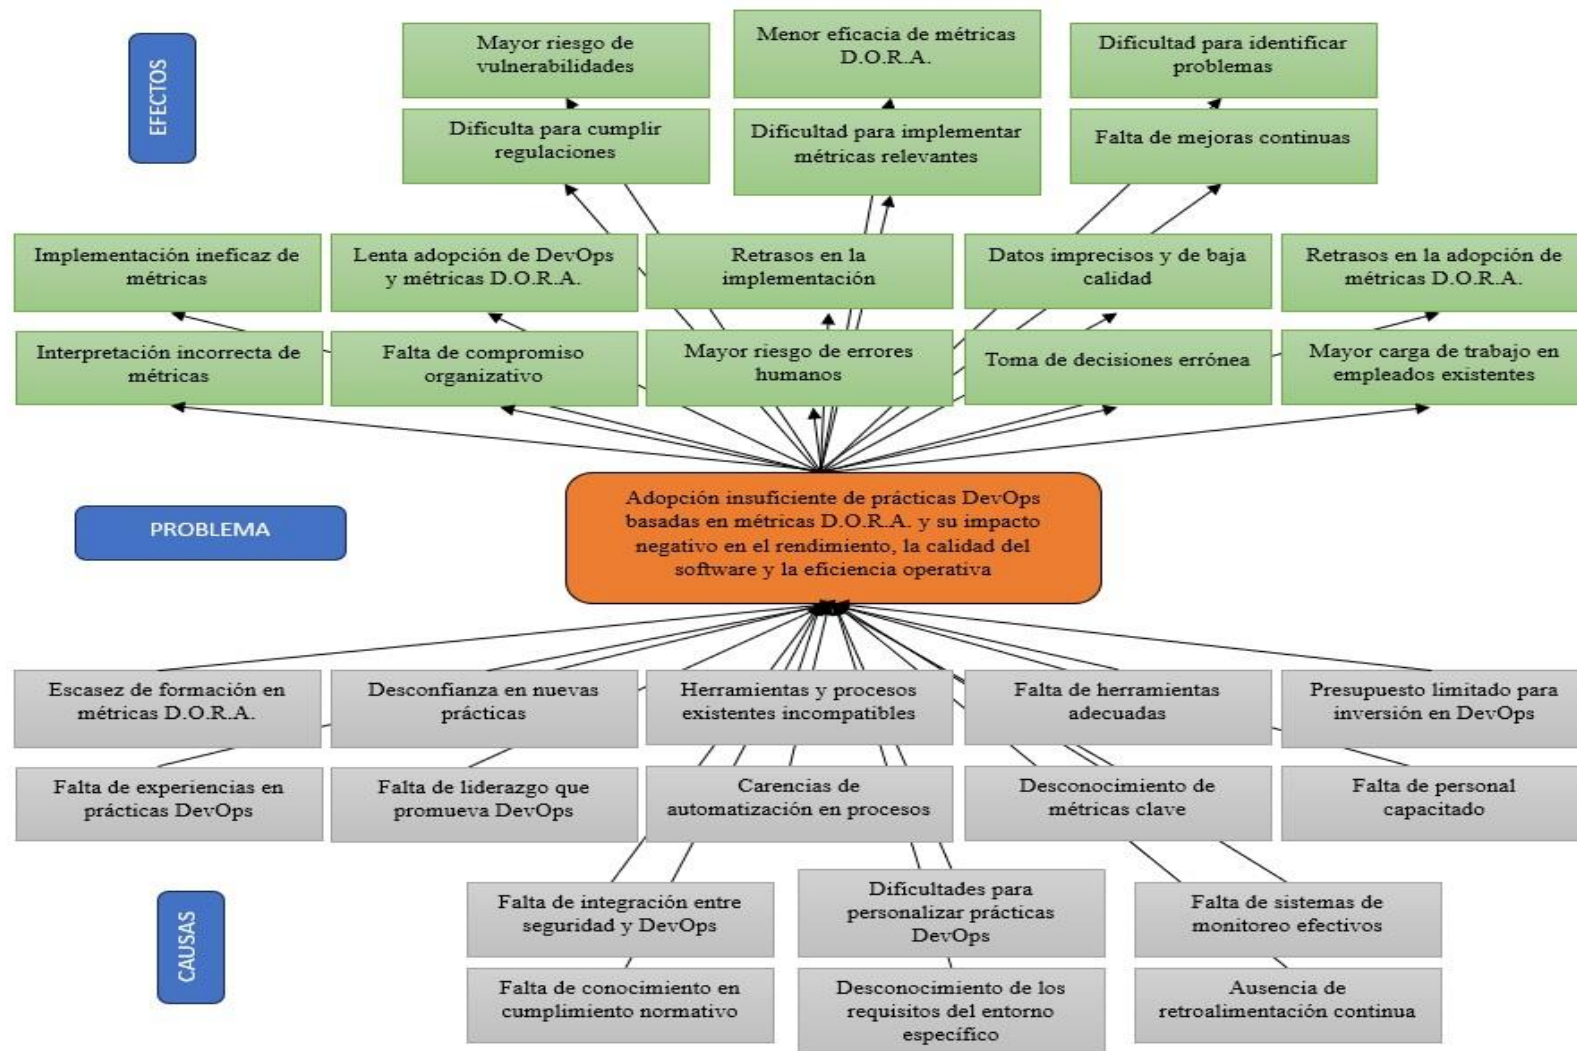 EFECTOS
Mayor riesgo de
vulnerabilidades
Menor eficacia de métricas
D.O.R.A.
Dificultad para identificar
problemas
Dificulta para cumplir
regulaciones
Dificultad para implementar
métricas relevantes
Falta de mejoras continuas
Implementación ineficaz de
métricas
Lenta adopción de DevOps
y métricas D.O.R.A.
Retrasos en la
implementación
Datos imprecisos y de baja
calidad
Retrasos en la adopción de
métricas D.O.R.A.
Interpretación incorrecta de
métricas
Falta de compromiso
organizativo
Mayor riesgo de errores
humanos
Toma de decisiones errónea
Mayor carga de trabajo en
empleados existentes
PROBLEMA
Adopción insuficiente de prácticas DevOps
basadas en métricas D.O.R.A. y su impacto
negativo en el rendimiento, la calidad del
software y la eficiencia operativa
Escasez de formación en
métricas D.O.R.A.
Desconfianza en nuevas
prácticas
Herramientas y procesos
existentes incompatibles
Falta de herramientas
adecuadas
Presupuesto limitado para
inversión en DevOps
Falta de experiencias en
prácticas DevOps
Falta de liderazgo que
promueva DevOps
Carencias de
automatización en procesos
Desconocimiento de
métricas clave
Falta de personal
capacitado
CAUSAS
Falta de integración entre
seguridad y DevOps
Dificultades para
personalizar prácticas
DevOps
Falta de sistemas de
monitoreo efectivos
Falta de conocimiento en
cumplimiento normativo
Desconocimiento de los
requisitos del entorno
específico
Ausencia de
retroalimentación continua